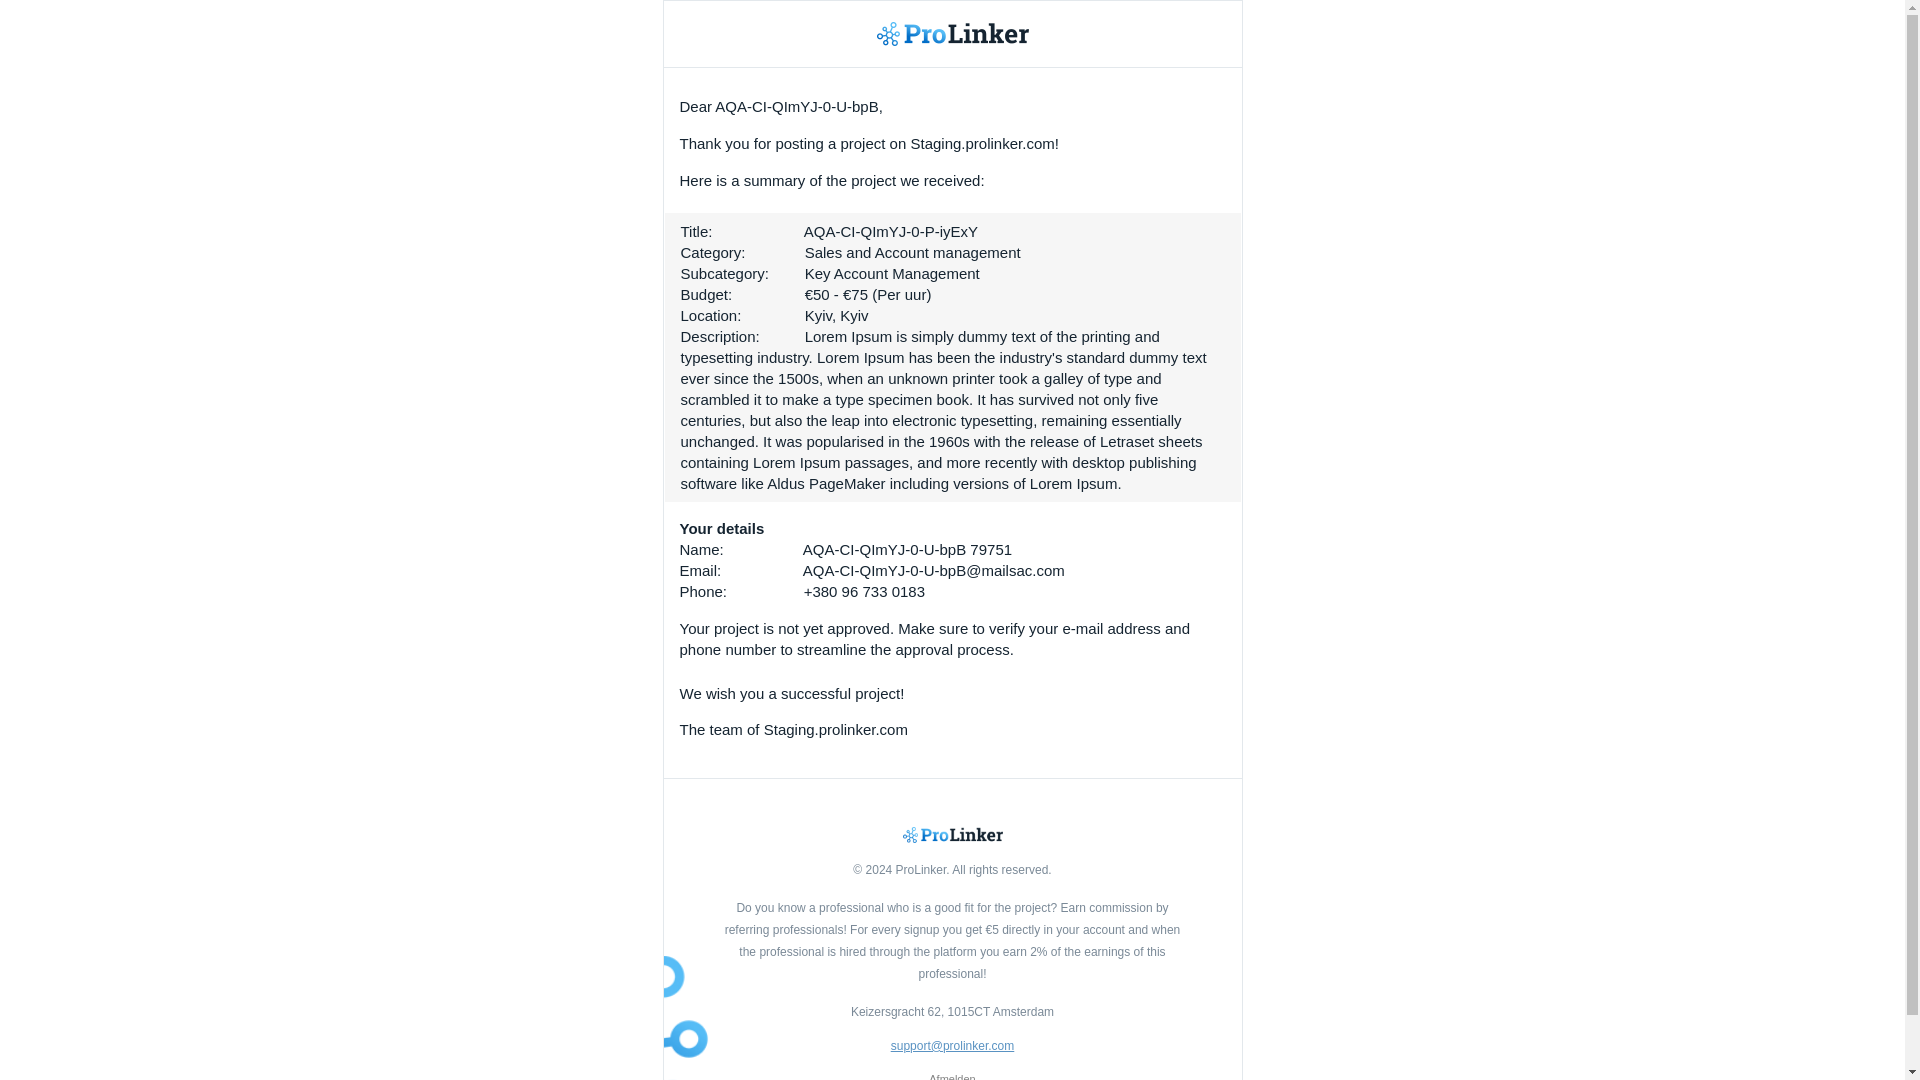 ProLinker
Dear AQA-CI-QImYJ-0-U-bpB,
Thank you for posting a project on Staging.prolinker.com!
Here is a summary of the project we received:
Title: AQA-CI-QImYJ-0-P-iyExY
Category: Sales and Account management
Subcategory: Key Account Management
Budget: €50 - €75 (Per uur)
Location: Kyiv, Kyiv
Description: Lorem Ipsum is simply dummy text of the printing and
typesetting industry. Lorem Ipsum has been the industry's standard dummy text
ever since the 1500s, when an unknown printer took a galley of type and
scrambled it to make a type specimen book. It has survived not only five
centuries, but also the leap into electronic typesetting, remaining essentially
unchanged. It was popularised in the 1960s with the release of Letraset sheets
containing Lorem Ipsum passages, and more recently with desktop publishing
software like Aldus PageMaker including versions of Lorem Ipsum.
Your details
Name: AQA-CI-QImYJ-0-U-bpB 79751
Email: AQA-CI-QImYJ-0-U-bpB@mailsac.com
Phone: +380 96 733 0183
Your project is not yet approved. Make sure to verify your e-mail address and
phone number to streamline the approval process.
We wish you a successful project!
The team of Staging.prolinker.com
ProLinker
© 2024 ProLinker. All rights reserved.
Do you know a professional who is a good fit for the project? Earn commission by
referring professionals! For every signup you get €5 directly in your account and when
the professional is hired through the platform you earn 2% of the earnings of this
professional!
Keizersgracht 62, 1015CT Amsterdam
support@prolinker.com
Afmelden